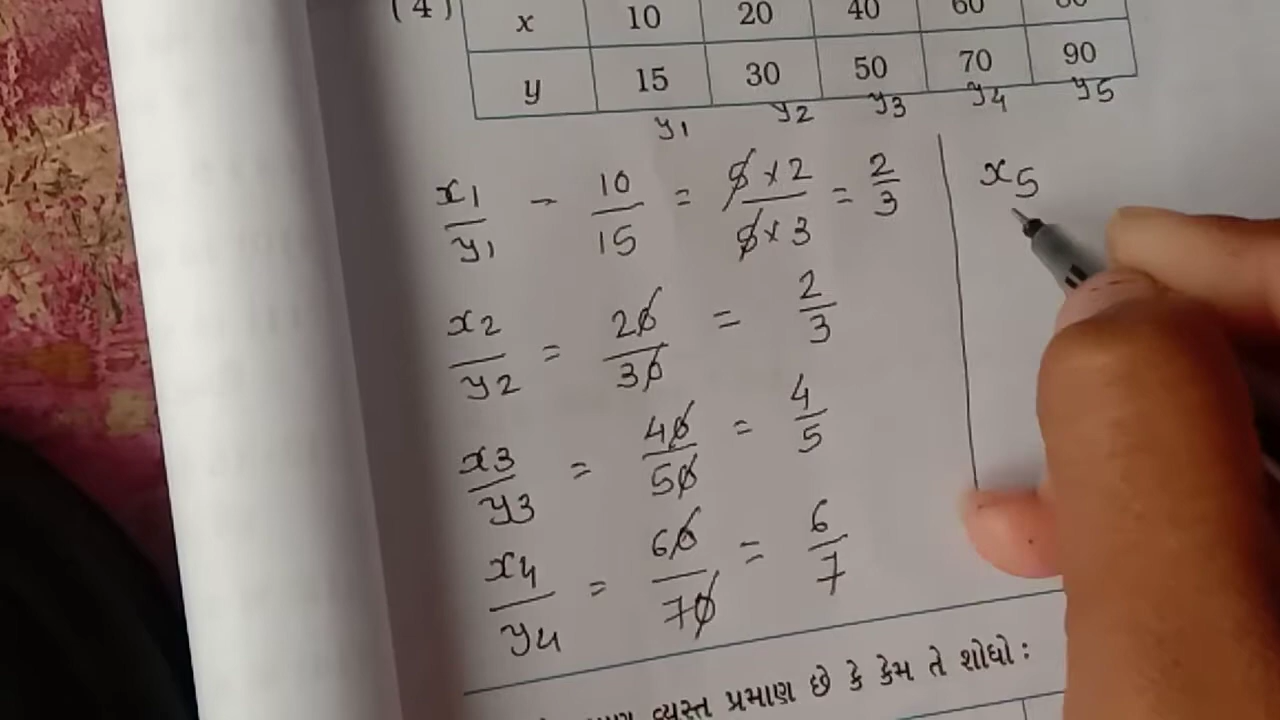 (4) x 10 20 40 60
y 15 30 50 70 90
y1 y2 y3 y4 y5
x1/y1 - 10/15 = 5×2/5×3 = 2/3
x5
x2/y2 = 20/30 = 2/3
x3/y3 = 40/50 = 4/5
x4/y4 = 60/70 = 6/7
વ્યસ્ત પ્રમાણ છે કે કેમ તે શોધો :